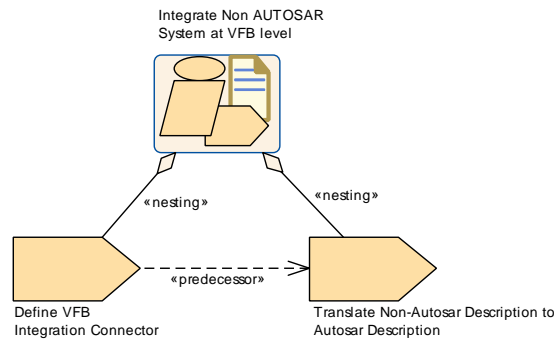 Integrate Non AUTOSAR
System at VFB level
«nesting»
«nesting»
«predecessor»
Define VFB
Integration Connector
Translate Non-Autosar Description to
Autosar Description